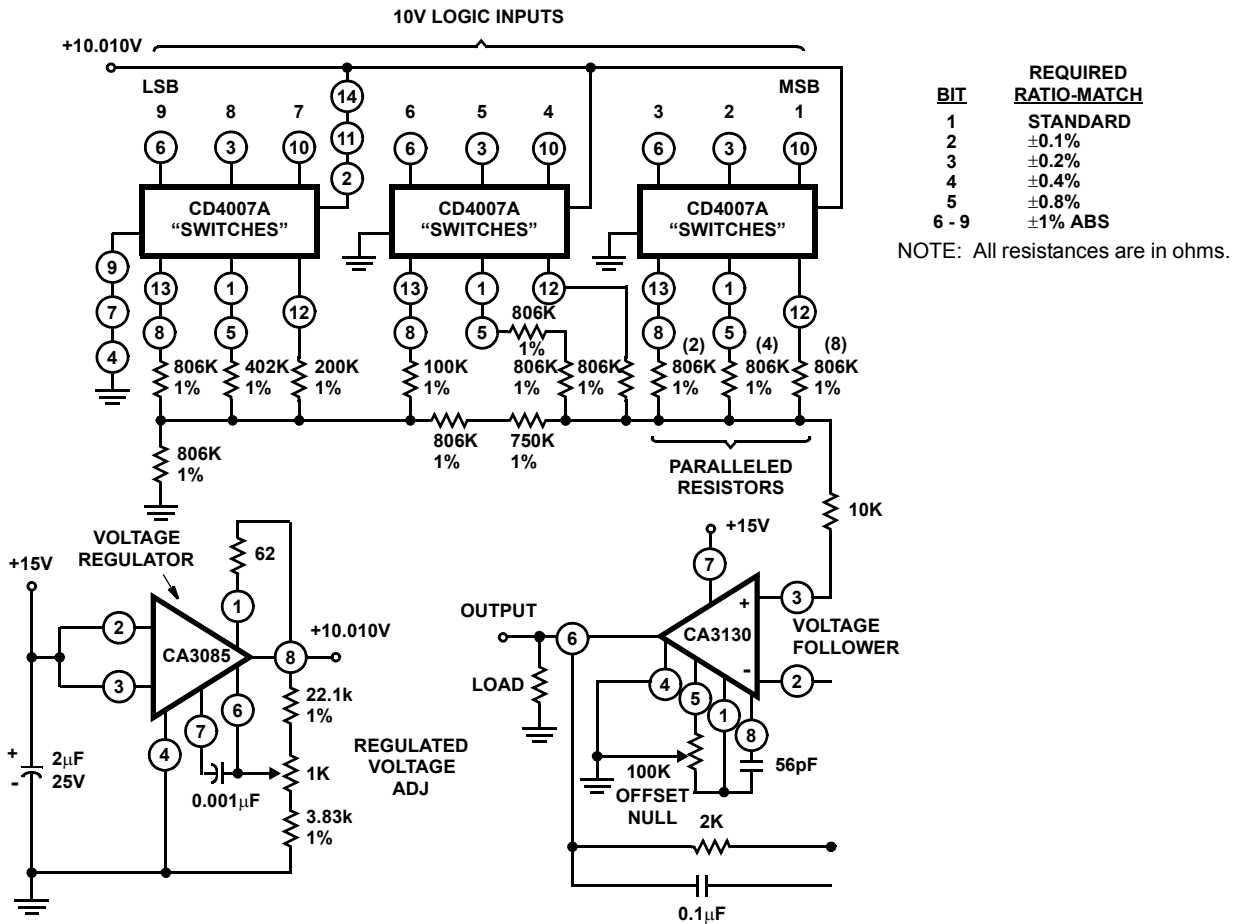 10V LOGIC INPUTS
+10.010V
LSB
MSB
9 8 7 6 5 4 3 2 1
6 3 10 14 11 2 6 3 10 6 3 10
CD4007A
“SWITCHES”
CD4007A
“SWITCHES”
CD4007A
“SWITCHES”
9
7
4
13 1 12 13 1 12 13 1 12
8 5 8 5 8 5
806K
1%
(2) (4) (8)
806K
1%
402K
1%
200K
1%
100K
1%
806K
1%
806K
1%
806K
1%
806K
1%
806K
1%
806K
1%
806K
1%
750K
1%
PARALLELED
RESISTORS
10K
REQUIRED
BIT RATIO-MATCH
1 STANDARD
2 ±0.1%
3 ±0.2%
4 ±0.4%
5 ±0.8%
6 - 9 ±1% ABS
NOTE: All resistances are in ohms.
VOLTAGE
REGULATOR
+15V
62
1
2
3
CA3085
8
+10.010V
4
7
6
22.1k
1%
1K
3.83k
1%
0.001μF
+
-
2μF
25V
REGULATED
VOLTAGE
ADJ
+15V
7
OUTPUT
6
LOAD
CA3130
+
-
3
VOLTAGE
FOLLOWER
2
4
5
1
8
100K
OFFSET
NULL
56pF
2K
0.1μF